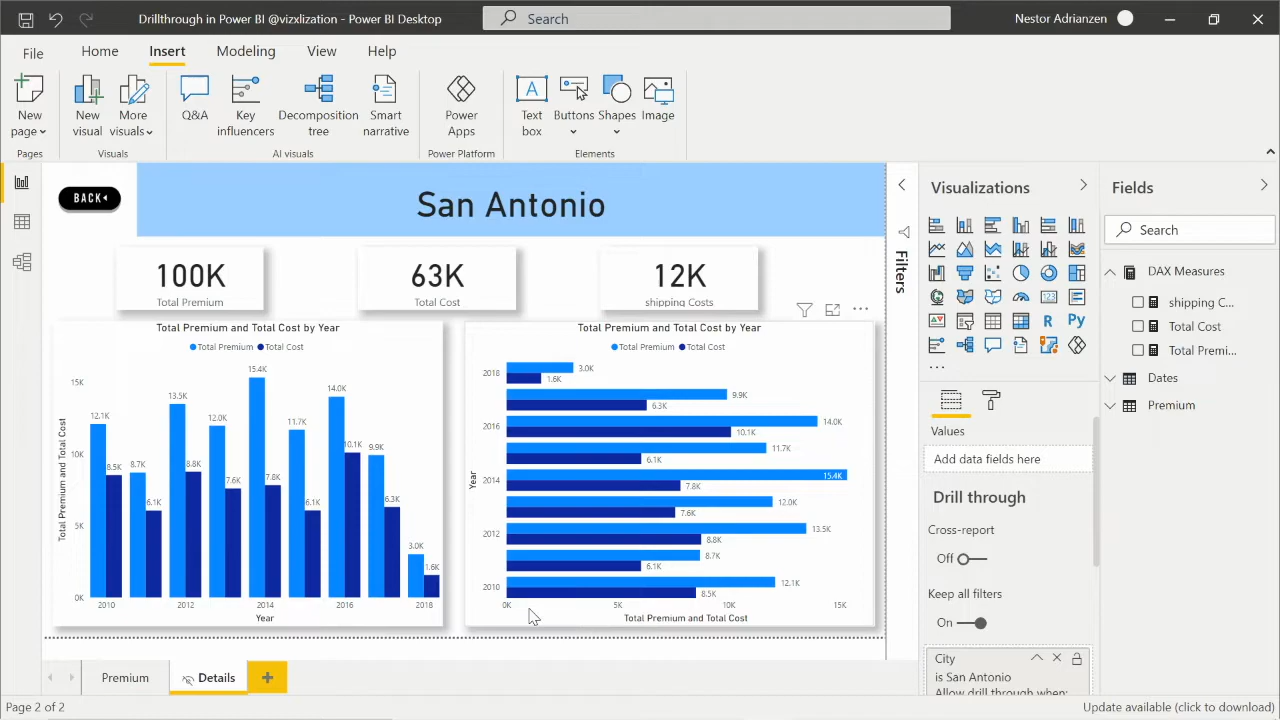 Drillthrough in Power BI @vizxlization - Power BI Desktop
Search
Nestor Adrianzen
File
Home
Insert
Modeling
View
Help
New page
New visual
More visuals
Q&A
Key influencers
Decomposition tree
Smart narrative
Power Apps
Text box
Buttons
Shapes
Image
Pages
Visuals
AI visuals
Power Platform
Elements
BACK
San Antonio
100K
Total Premium
63K
Total Cost
12K
shipping Costs
Total Premium and Total Cost by Year
Total Premium
Total Cost
Total Premium and Total Cost
15K
10K
5K
0K
12.1K
8.5K
8.7K
6.1K
13.5K
8.8K
12.0K
7.6K
15.4K
7.8K
11.7K
6.1K
14.0K
10.1K
9.9K
6.3K
3.0K
1.6K
2010
2012
2014
2016
2018
Year
Total Premium and Total Cost by Year
Total Premium
Total Cost
Year
2018
3.0K
1.6K
9.9K
6.3K
2016
14.0K
10.1K
11.7K
6.1K
2014
15.4K
7.8K
12.0K
7.6K
2012
13.5K
8.8K
8.7K
6.1K
2010
12.1K
8.5K
0K
5K
10K
15K
Total Premium and Total Cost
Filters
Visualizations
R
Py
Values
Add data fields here
Drill through
Cross-report
Off
Keep all filters
On
City
is San Antonio
Allow drill through when:
Fields
Search
DAX Measures
shipping C...
Total Cost
Total Premi...
Dates
Premium
Premium
Details
+
Page 2 of 2
Update available (click to download)